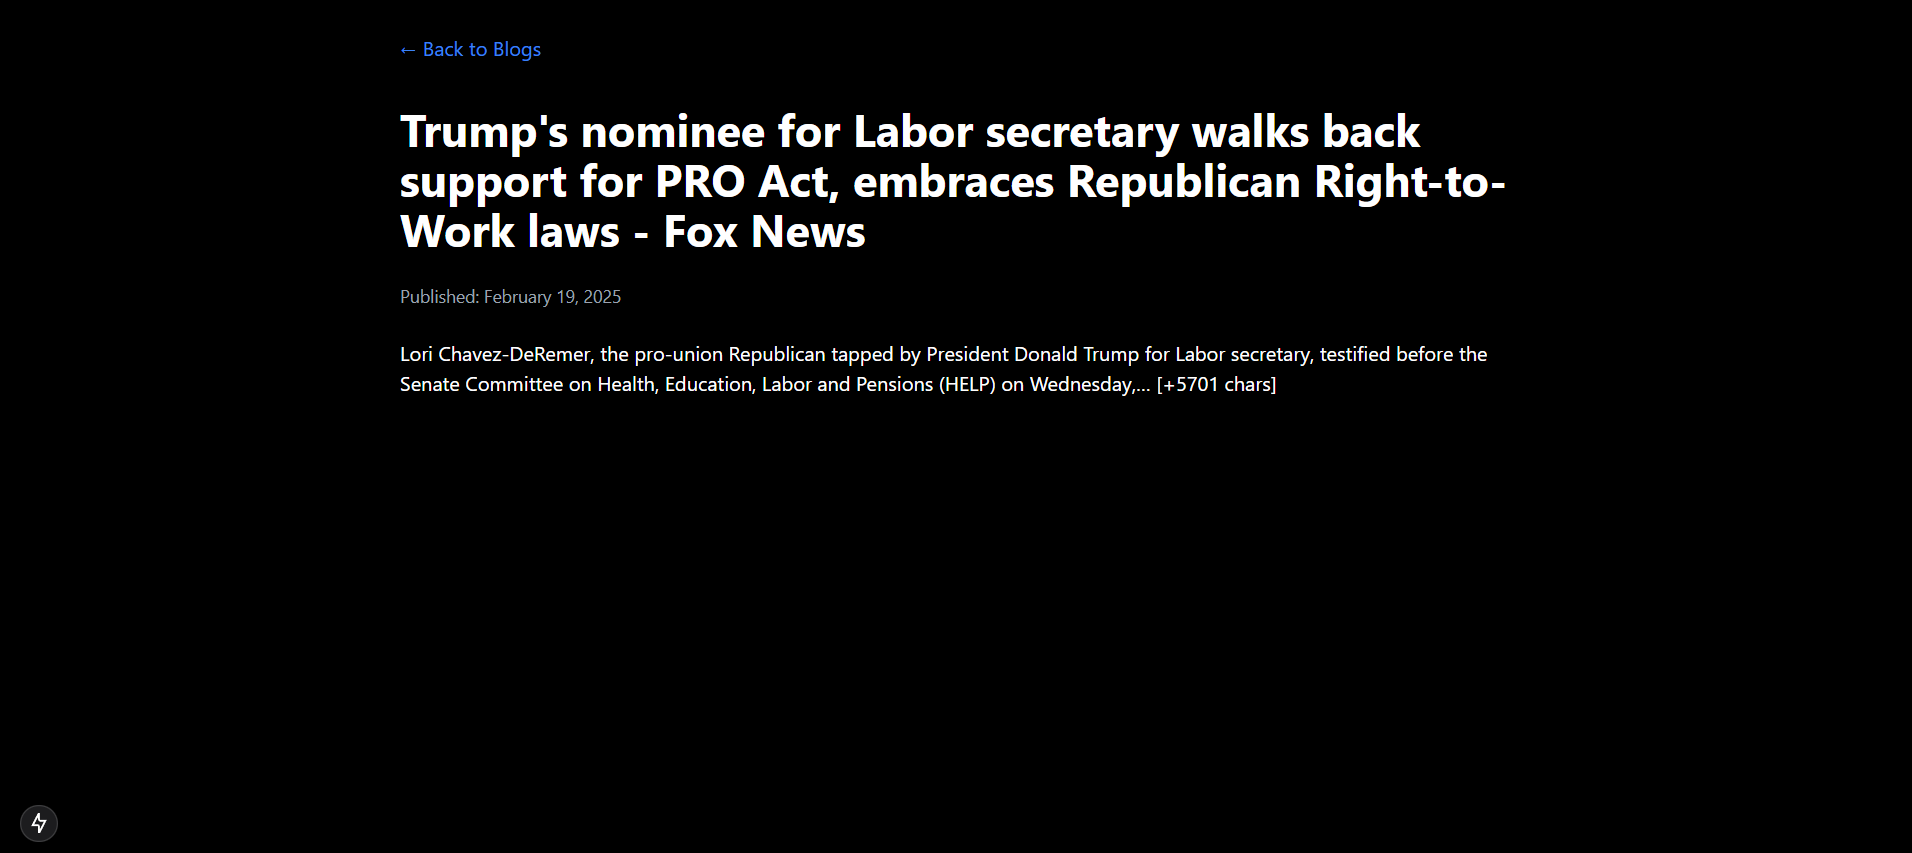 ← Back to Blogs
Trump's nominee for Labor secretary walks back
support for PRO Act, embraces Republican Right-to-
Work laws - Fox News
Published: February 19, 2025
Lori Chavez-DeRemer, the pro-union Republican tapped by President Donald Trump for Labor secretary, testified before the
Senate Committee on Health, Education, Labor and Pensions (HELP) on Wednesday,… [+5701 chars]